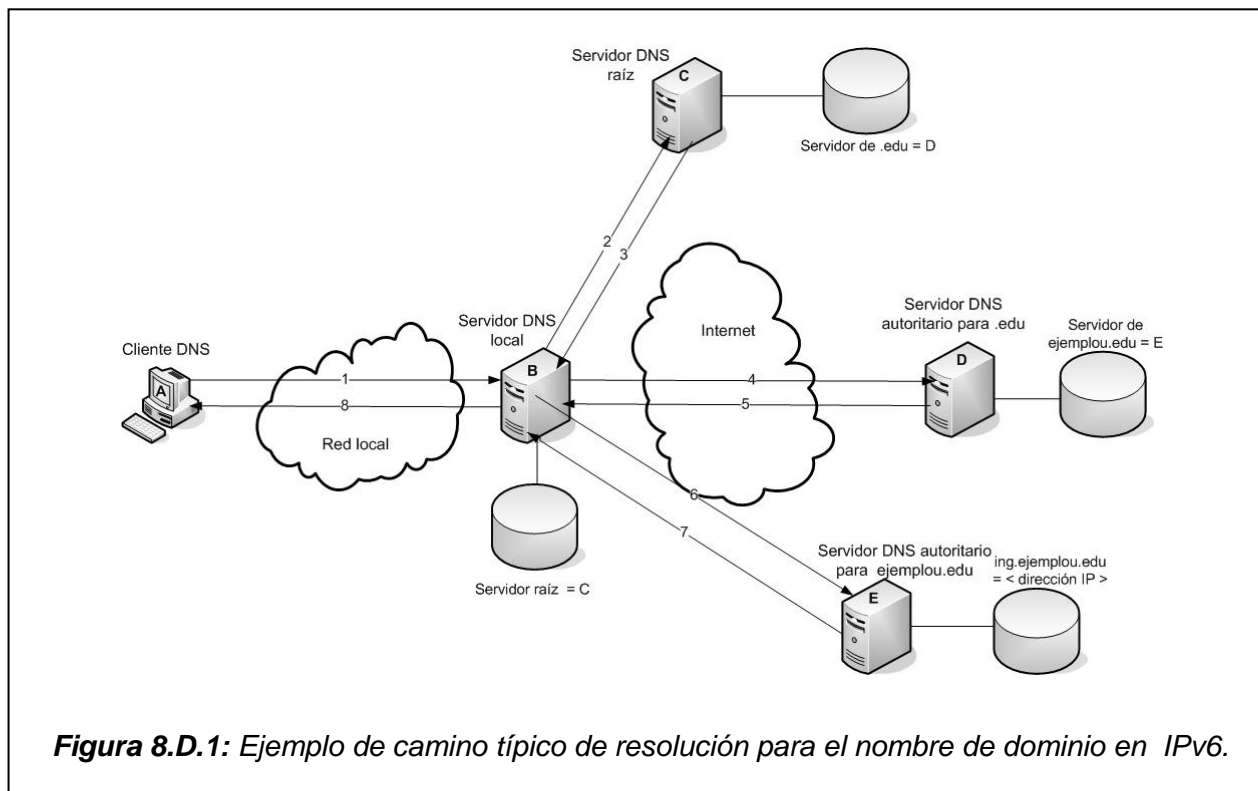 Servidor DNS
raíz
C
Servidor de .edu = D
2
3
Servidor DNS
local
Internet
Servidor DNS
autoritario para .edu
Servidor de
ejemplou.edu = E
Cliente DNS
A
1
B
4
D
8
5
Red local
6
7
Servidor raíz = C
Servidor DNS autoritario
para ejemplou.edu
ing.ejemplou.edu
= < dirección IP >
E
Figura 8.D.1: Ejemplo de camino típico de resolución para el nombre de dominio en IPv6.